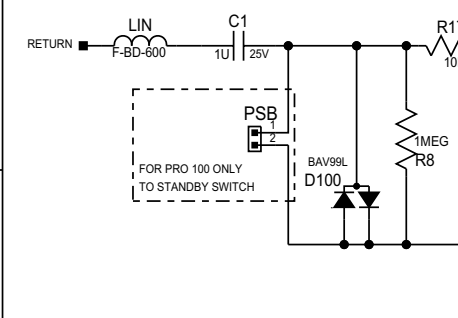 LIN
RETURN
F-BD-600
C1
1U
25V
R1
10
PSB
1
2
FOR PRO 100 ONLY
TO STANDBY SWITCH
BAV99L
D100
1MEG
R8